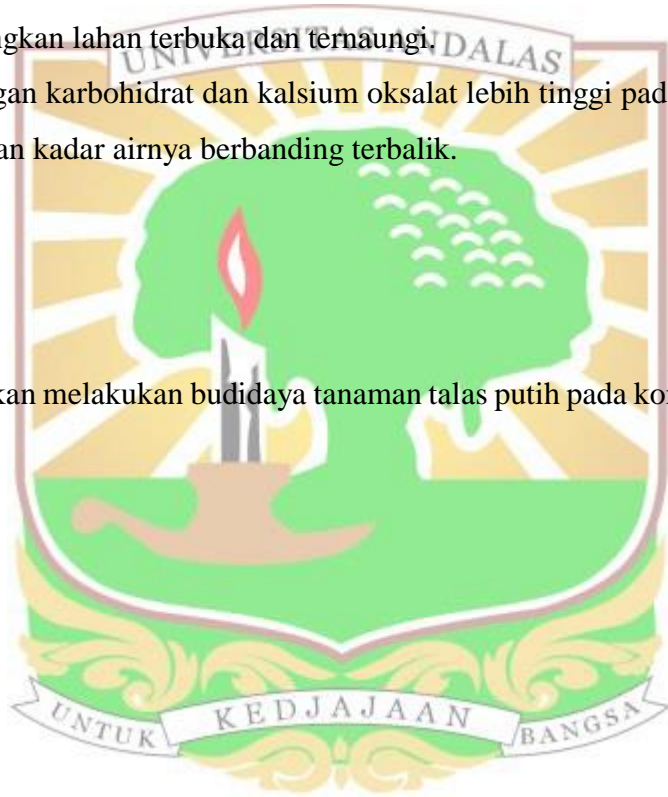 ngkan lahan terbuka dan ternaungi.
UNIVERSITAS ANDALAS
gan karbohidrat dan kalsium oksalat lebih tinggi pad
an kadar airnya berbanding terbalik.
kan melakukan budidaya tanaman talas putih pada ko
UNTUK KEDJAJAAN BANGSA